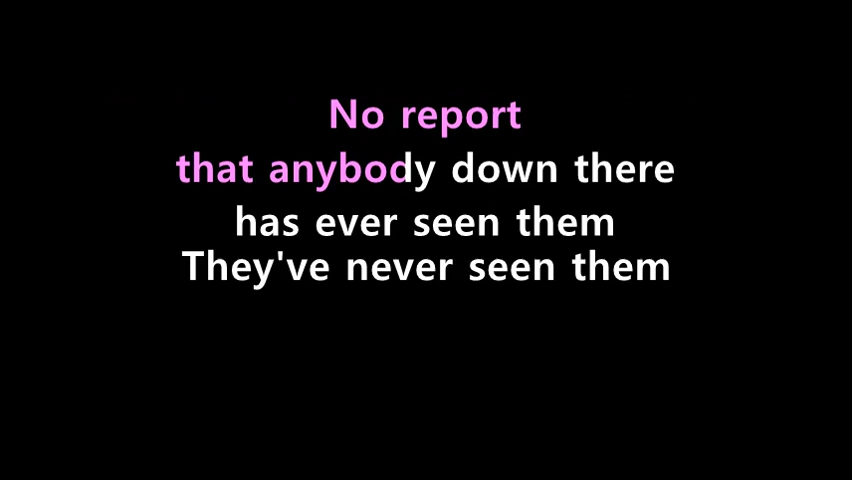 No report
that anybody down there
has ever seen them
They've never seen them